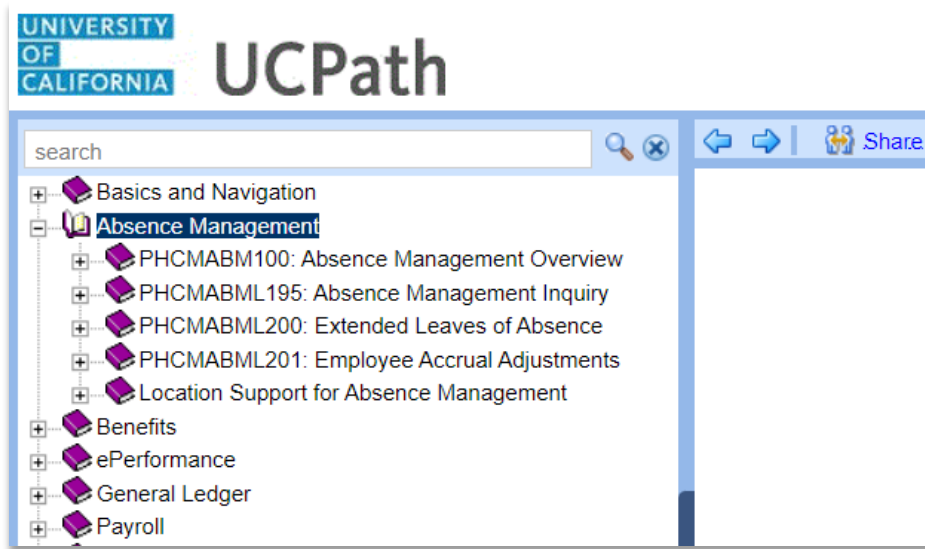 UNIVERSITY
OF
CALIFORNIA
UCPath
search
Share
Basics and Navigation
Absence Management
PHCMABM100: Absence Management Overview
PHCMABML195: Absence Management Inquiry
PHCMABML200: Extended Leaves of Absence
PHCMABML201: Employee Accrual Adjustments
Location Support for Absence Management
Benefits
ePerformance
General Ledger
Payroll